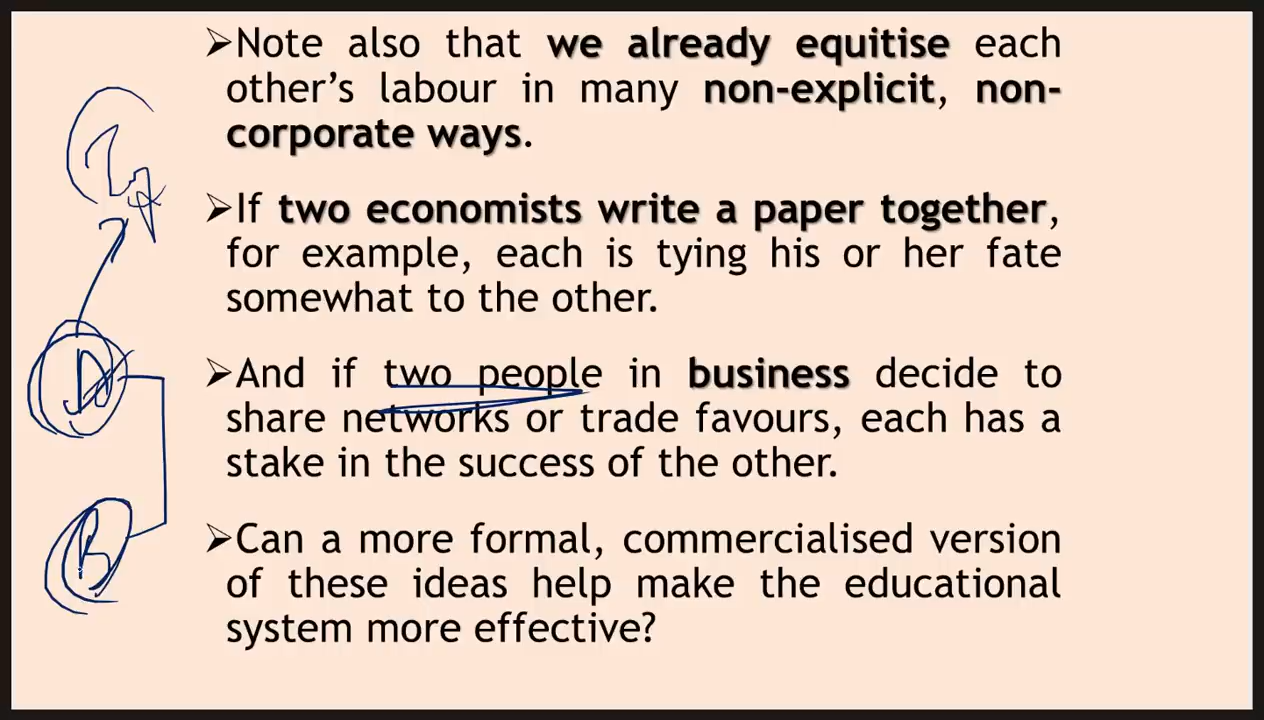 ➢Note also that we already equitise each
other’s labour in many non-explicit, non-
corporate ways.
➢If two economists write a paper together,
for example, each is tying his or her fate
somewhat to the other.
➢And if two people in business decide to
share networks or trade favours, each has a
stake in the success of the other.
➢Can a more formal, commercialised version
of these ideas help make the educational
system more effective?
B